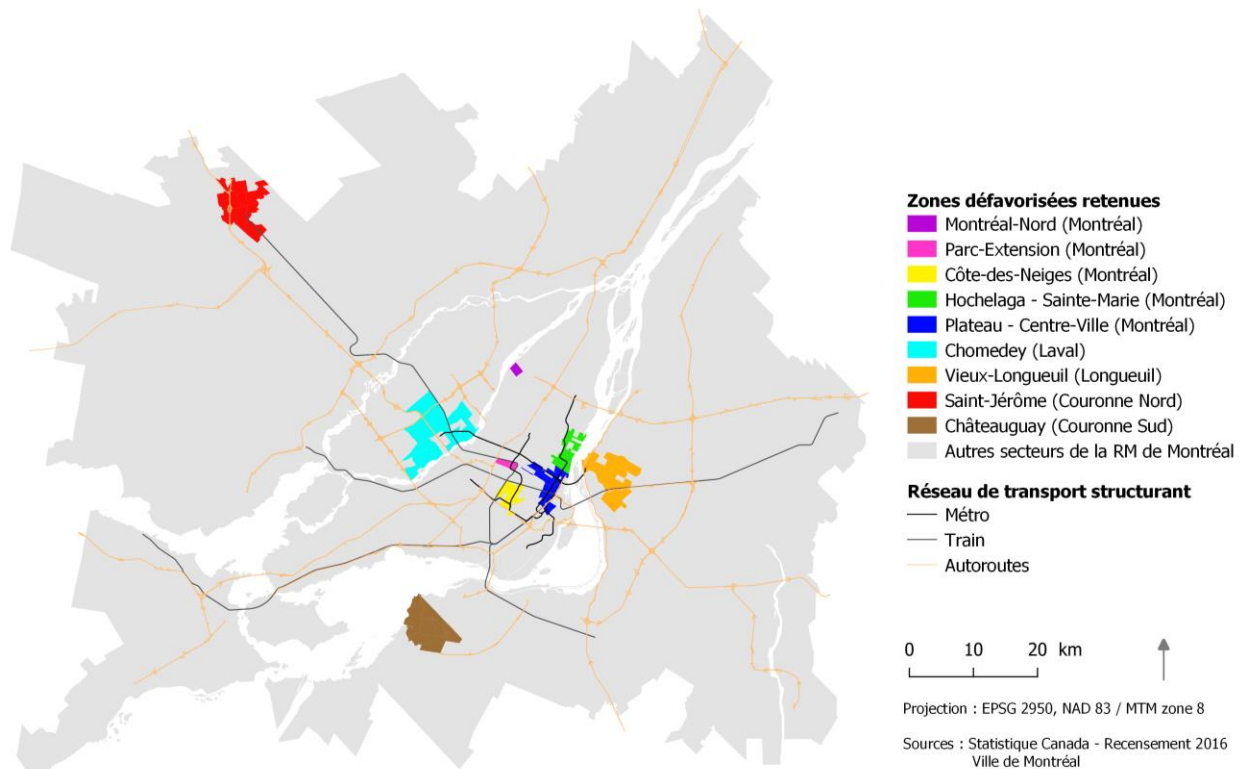 Zones défavorisées retenues
Montréal-Nord (Montréal)
Parc-Extension (Montréal)
Côte-des-Neiges (Montréal)
Hochelaga - Sainte-Marie (Montréal)
Plateau - Centre-Ville (Montréal)
Chomedey (Laval)
Vieux-Longueuil (Longueuil)
Saint-Jérôme (Couronne Nord)
Châteauguay (Couronne Sud)
Autres secteurs de la RM de Montréal
Réseau de transport structurant
Métro
Train
Autoroutes
0 10 20 km
Projection : EPSG 2950, NAD 83 / MTM zone 8
Sources : Statistique Canada - Recensement 2016
Ville de Montréal